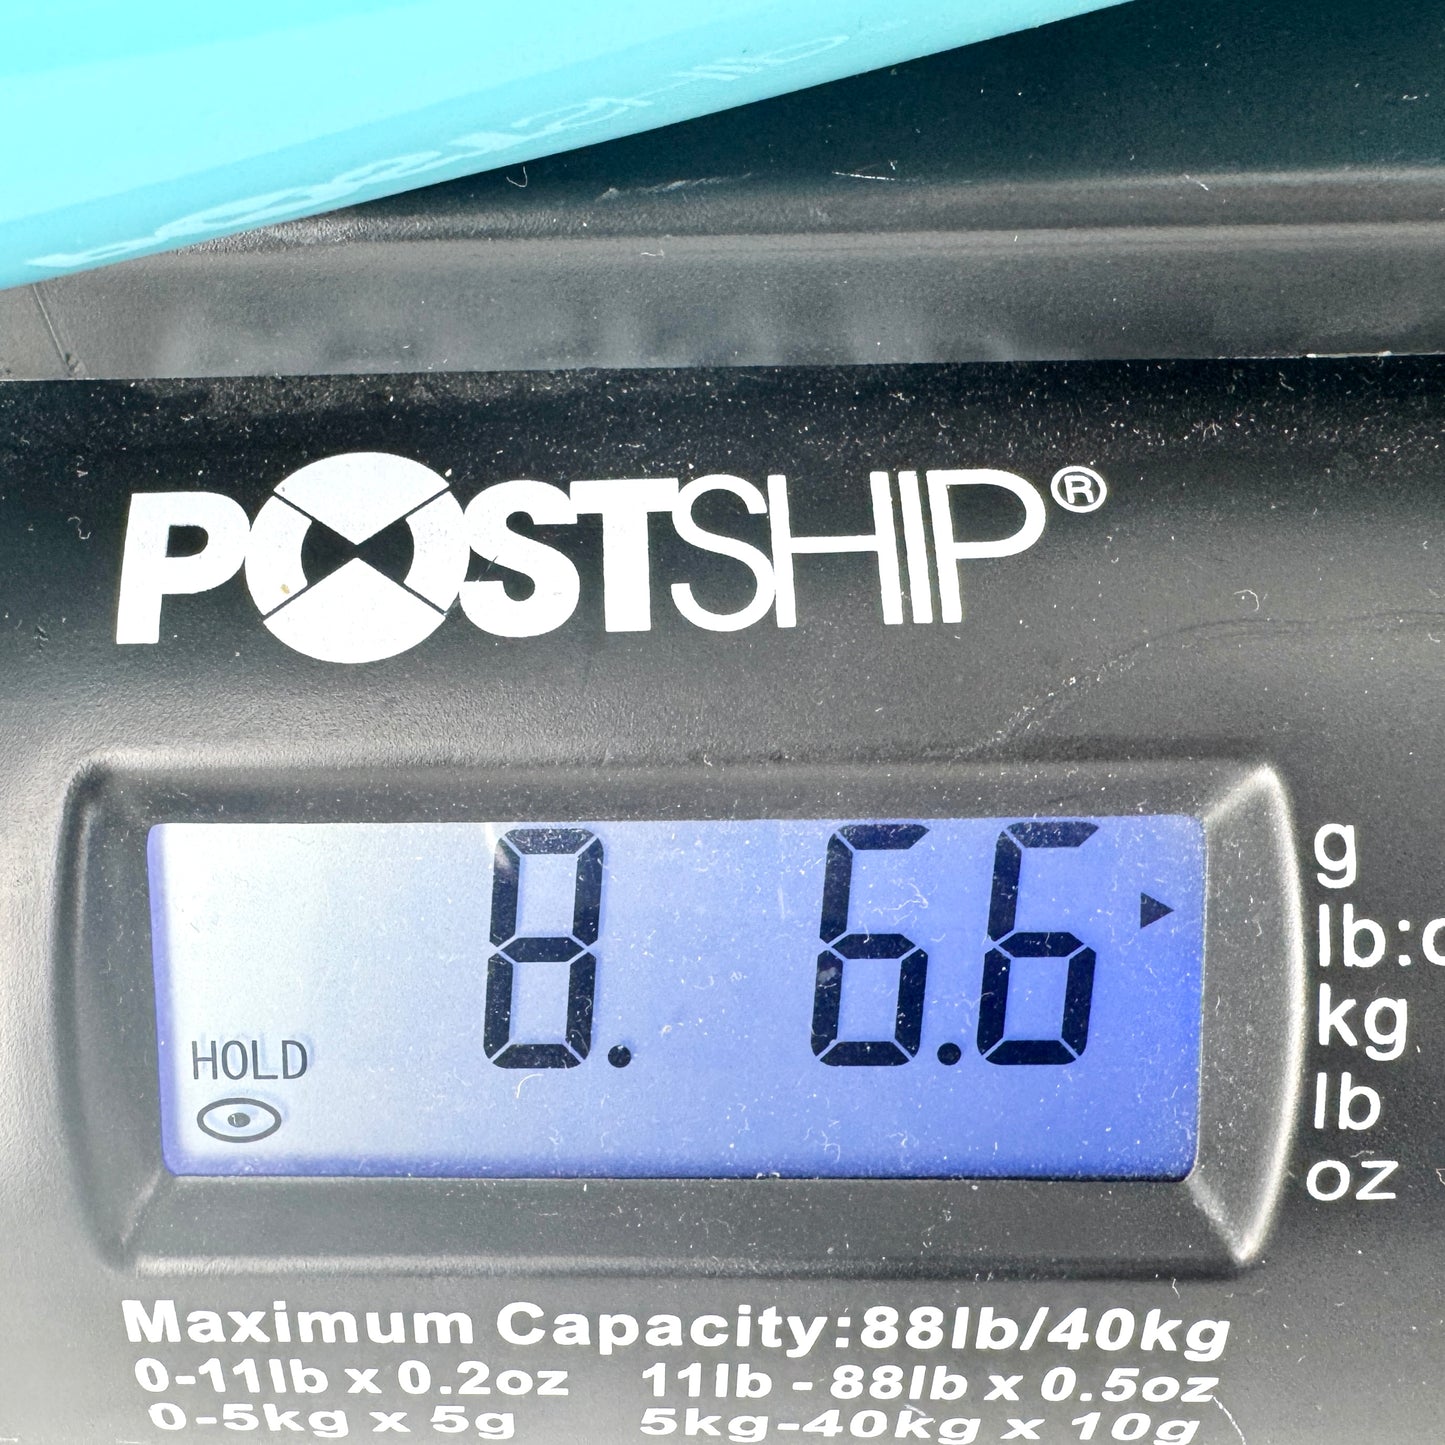 POSTSHIP®
8. 6.6
HOLD
g
lb:o
kg
lb
oz
Maximum Capacity:88lb/40kg
0-11lb x 0.2oz 11lb - 88lb x 0.5oz
0-5kg x 5g 5kg-40kg x 10g